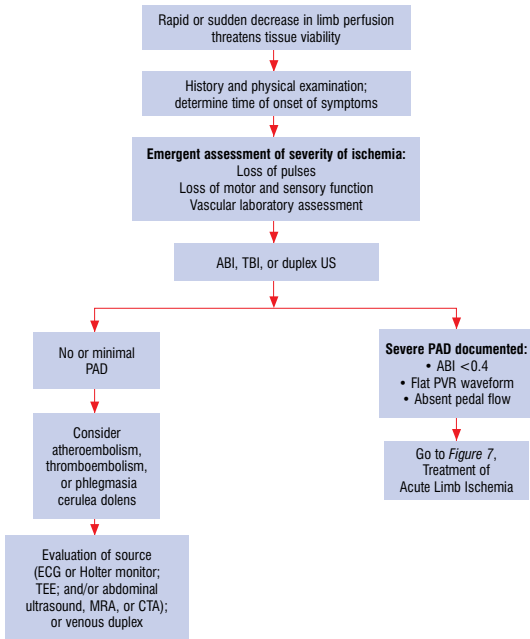 Rapid or sudden decrease in limb perfusion
threatens tissue viability
History and physical examination;
determine time of onset of symptoms
Emergent assessment of severity of ischemia:
Loss of pulses
Loss of motor and sensory function
Vascular laboratory assessment
ABI, TBI, or duplex US
No or minimal
PAD
Consider
atheroembolism,
thromboembolism,
or phlegmasia
cerulea dolens
Evaluation of source
(ECG or Holter monitor;
TEE; and/or abdominal
ultrasound, MRA, or CTA);
or venous duplex
Severe PAD documented:
• ABI <0.4
• Flat PVR waveform
• Absent pedal flow
Go to Figure 7,
Treatment of
Acute Limb Ischemia